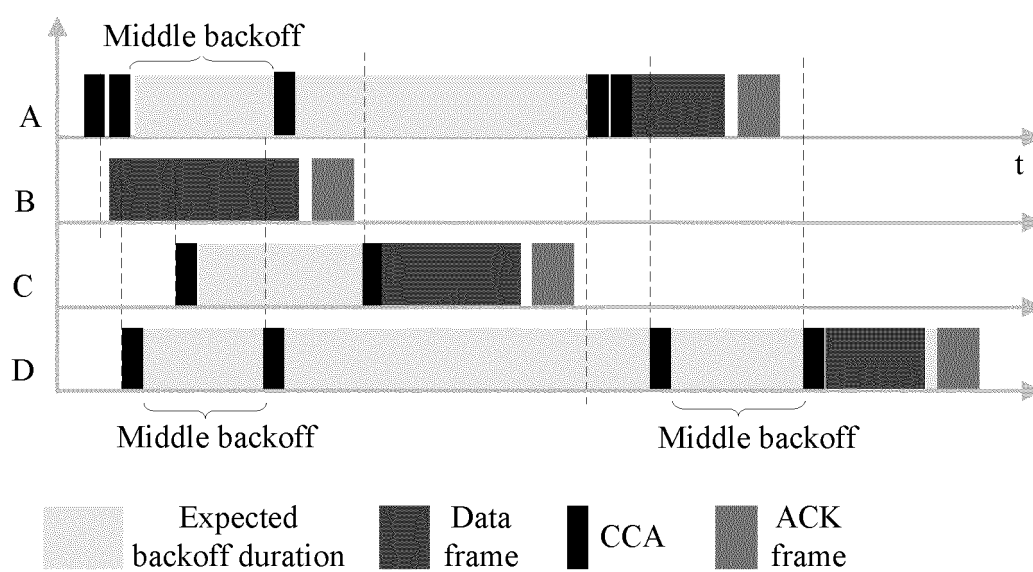 Middle backoff
A
t
B
C
D
Middle backoff
Middle backoff
Expected
backoff duration
Data
frame
CCA
ACK
frame